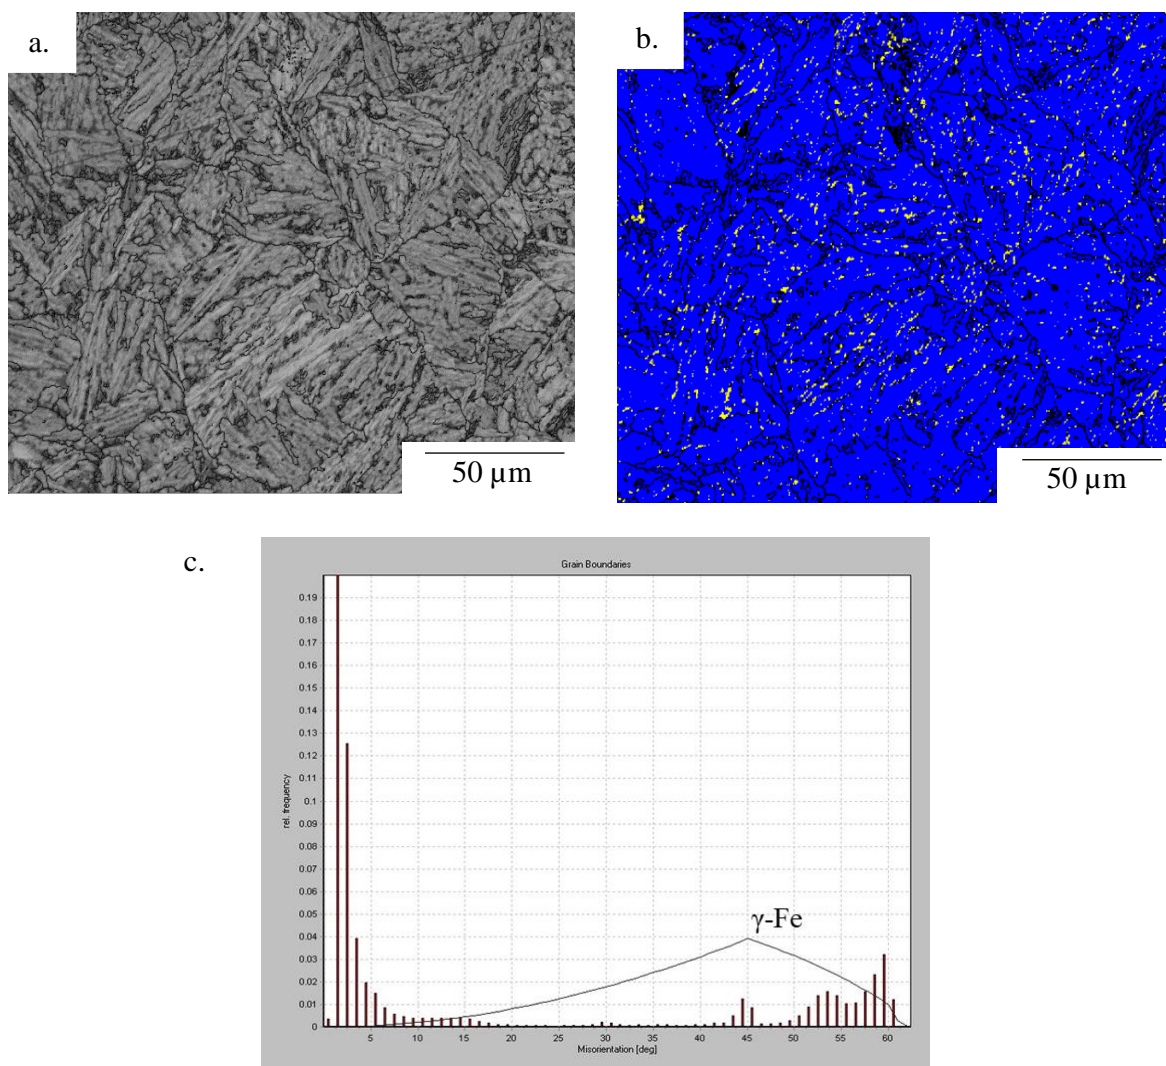 a.
50 µm
b.
50 µm
c.
Grain Boundaries
rel. frequency
0.19
0.18
0.17
0.16
0.15
0.14
0.13
0.12
0.11
0.1
0.09
0.08
0.07
0.06
0.05
0.04
0.03
0.02
0.01
0
γ-Fe
5 10 15 20 25 30 35 40 45 50 55 60
Misorientation [deg]